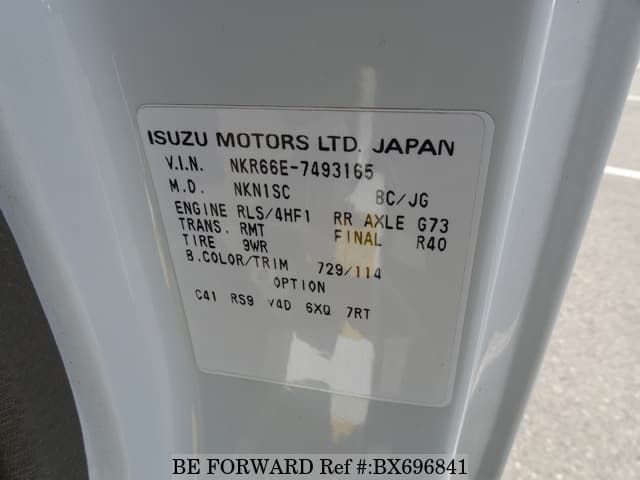 ISUZU MOTORS LTD. JAPAN
V.I.N. NKR66E-7493165
M.D. NKN1SC BC/JG
ENGINE RLS/4HF1 RR AXLE G73
TRANS. RMT FINAL R40
TIRE 9WR
B.COLOR/TRIM 729/114
OPTION
C41 RS9 V4D 6XQ 7RT
BE FORWARD Ref #:BX696841